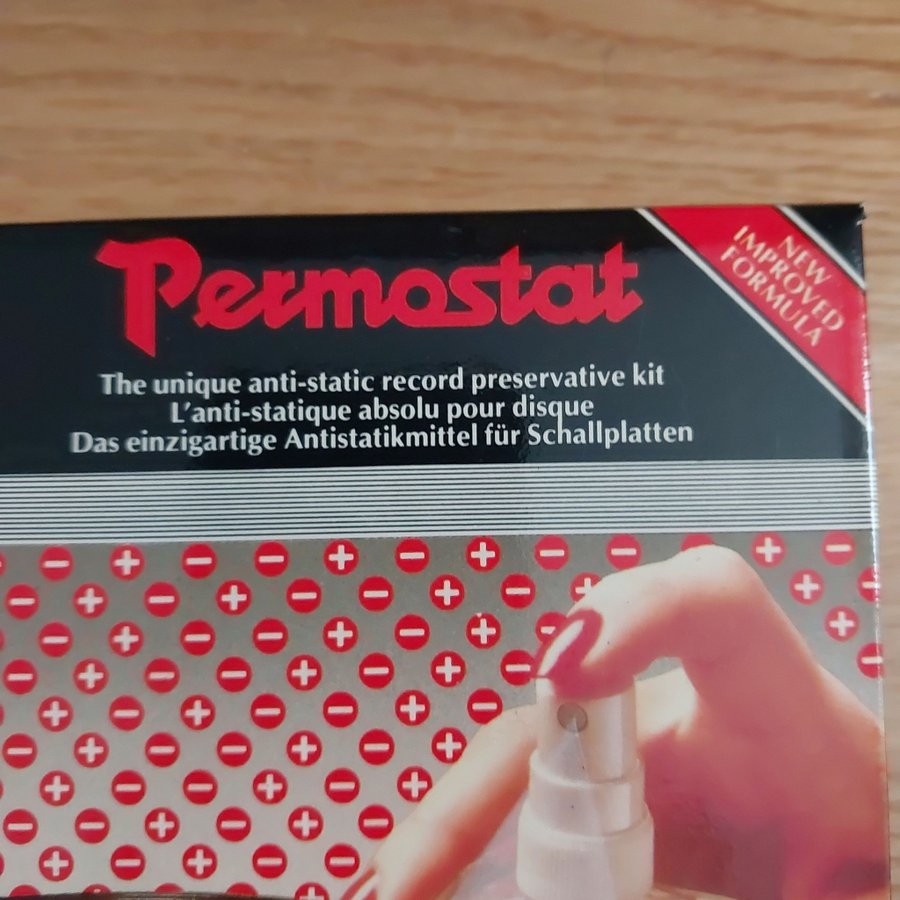 Permostat
NEW
IMPROVED
FORMULA
The unique anti-static record preservative kit
L'anti-statique absolu pour disque
Das einzigartige Antistatikmittel für Schallplatten